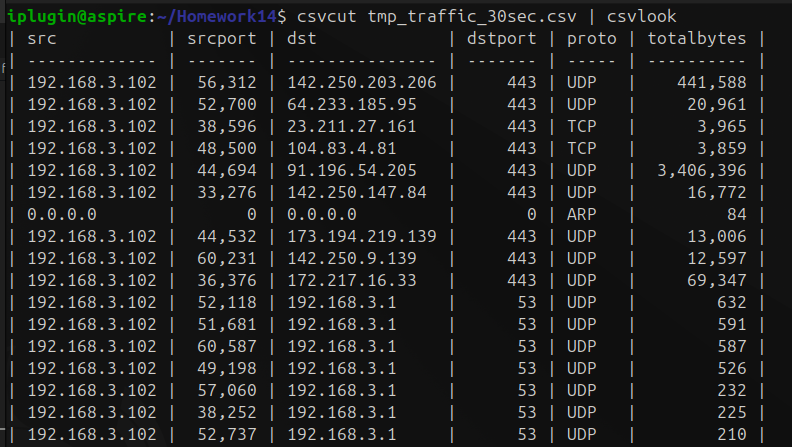 iplugin@aspire:~/Homework14$ csvcut tmp_traffic_30sec.csv | csvlook
| src | srcport | dst | dstport | proto | totalbytes |
| ------------- | ------- | --------------- | ------- | ----- | ---------- |
| 192.168.3.102 | 56,312 | 142.250.203.206 | 443 | UDP | 441,588 |
| 192.168.3.102 | 52,700 | 64.233.185.95 | 443 | UDP | 20,961 |
| 192.168.3.102 | 38,596 | 23.211.27.161 | 443 | TCP | 3,965 |
| 192.168.3.102 | 48,500 | 104.83.4.81 | 443 | TCP | 3,859 |
| 192.168.3.102 | 44,694 | 91.196.54.205 | 443 | UDP | 3,406,396 |
| 192.168.3.102 | 33,276 | 142.250.147.84 | 443 | UDP | 16,772 |
| 0.0.0.0 | 0 | 0.0.0.0 | 0 | ARP | 84 |
| 192.168.3.102 | 44,532 | 173.194.219.139 | 443 | UDP | 13,006 |
| 192.168.3.102 | 60,231 | 142.250.9.139 | 443 | UDP | 12,597 |
| 192.168.3.102 | 36,376 | 172.217.16.33 | 443 | UDP | 69,347 |
| 192.168.3.102 | 52,118 | 192.168.3.1 | 53 | UDP | 632 |
| 192.168.3.102 | 51,681 | 192.168.3.1 | 53 | UDP | 591 |
| 192.168.3.102 | 60,587 | 192.168.3.1 | 53 | UDP | 587 |
| 192.168.3.102 | 49,198 | 192.168.3.1 | 53 | UDP | 526 |
| 192.168.3.102 | 57,060 | 192.168.3.1 | 53 | UDP | 232 |
| 192.168.3.102 | 38,252 | 192.168.3.1 | 53 | UDP | 225 |
| 192.168.3.102 | 52,737 | 192.168.3.1 | 53 | UDP | 210 |